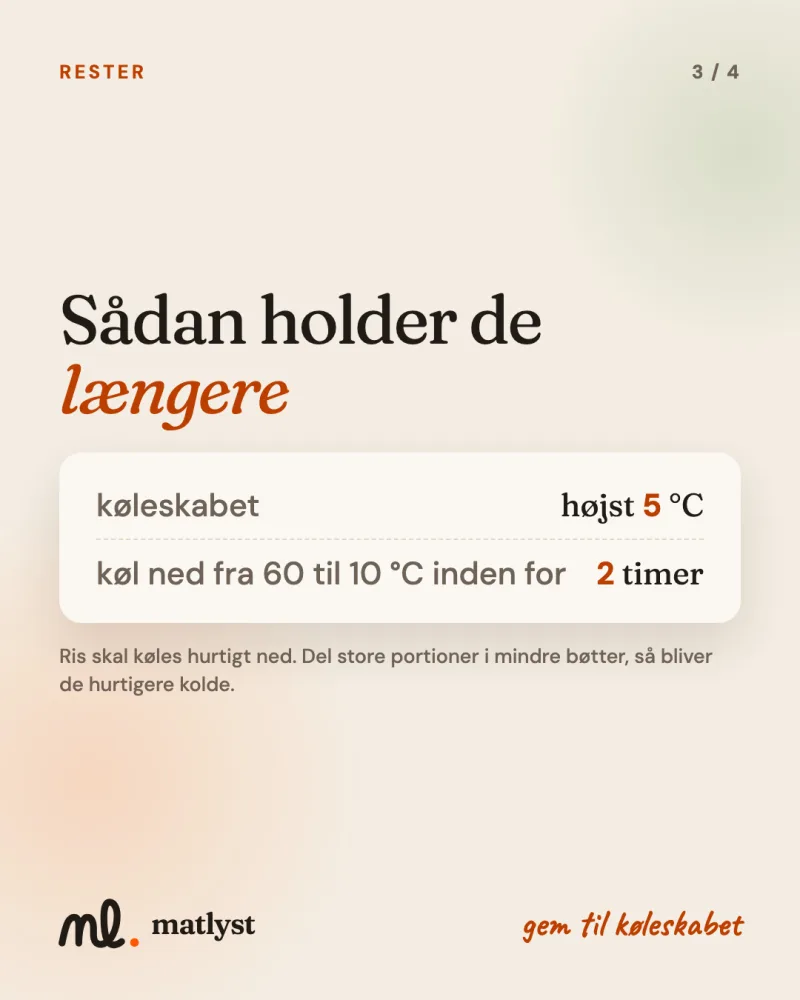 RESTER
3 / 4
Sådan holder de
længere
køleskabet højst 5 °C
køl ned fra 60 til 10 °C inden for 2 timer
Ris skal køles hurtigt ned. Del store portioner i mindre bøtter, så bliver
de hurtigere kolde.
ml. matlyst
gem til køleskabet